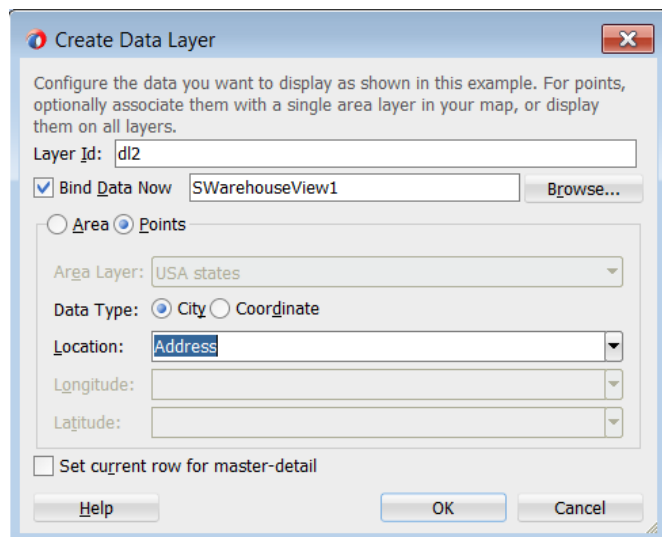 Create Data Layer
Configure the data you want to display as shown in this example. For points,
optionally associate them with a single area layer in your map, or display
them on all layers.
Layer Id: dl2
Bind Data Now SWarehouseView1 Browse...
Area Points
Area Layer: USA states
Data Type: City Coordinate
Location: Address
Longitude:
Latitude:
Set current row for master-detail
Help OK Cancel